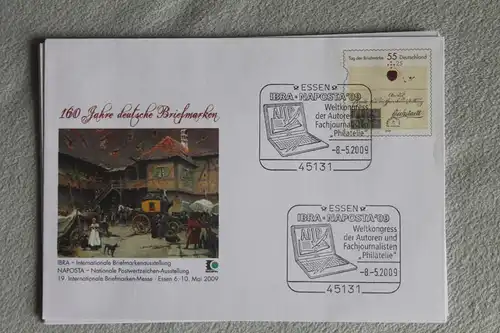 160 Jahre deutsche Briefmarken
IBRA – Internationale Briefmarkenausstellung
NAPOSTA – Nationale Postwertzeichen-Ausstellung
19. Internationale Briefmarken-Messe · Essen 6.-10. Mai 2009
Tag der Briefmarke 55 Deutschland
ESSEN
IBRA · NAPOSTA'09
Weltkongress
der Autoren und
Fachjournalisten
„Philatelie"
-8-5.2009
45131
ESSEN
IBRA · NAPOSTA'09
Weltkongress
der Autoren und
Fachjournalisten
„Philatelie"
-8-5.2009
45131